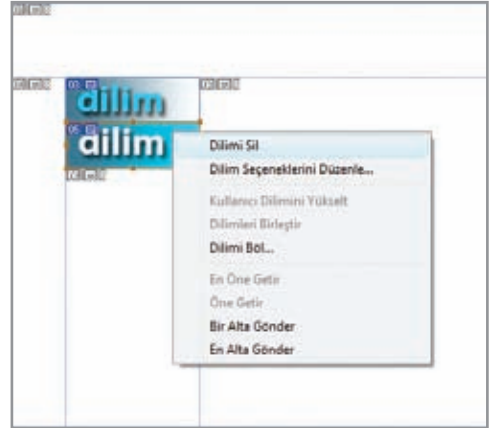 dilim
dilim
Dilimi Sil
Dilim Seçeneklerini Düzenle...
Kullanıcı Dilimini Yükselt
Dilimleri Birleştir
Dilimi Böl...
En Öne Getir
Öne Getir
Bir Alta Gönder
En Alta Gönder